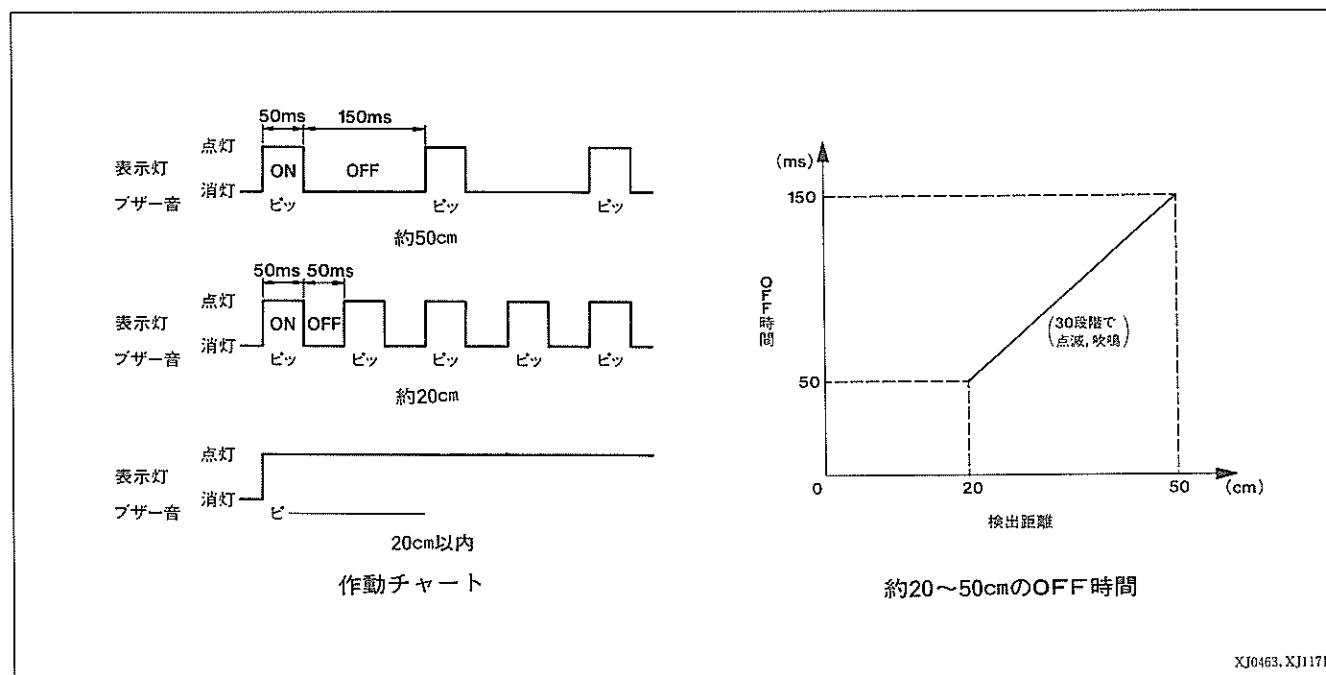 50ms 150ms
点灯
表示灯 ON OFF
消灯
ブザー音 ピッ ピッ ピッ
約50cm
50ms 50ms
点灯
表示灯 ON OFF
消灯
ブザー音 ピッ ピッ ピッ ピッ ピッ
約20cm
点灯
表示灯
消灯
ブザー音 ピ
20cm以内
作動チャート
(ms)
150
OFF時間
(30段階で
点滅,吹鳴)
50
0 20 50 (cm)
検出距離
約20～50cmのOFF時間
XJ0463, XJ1171